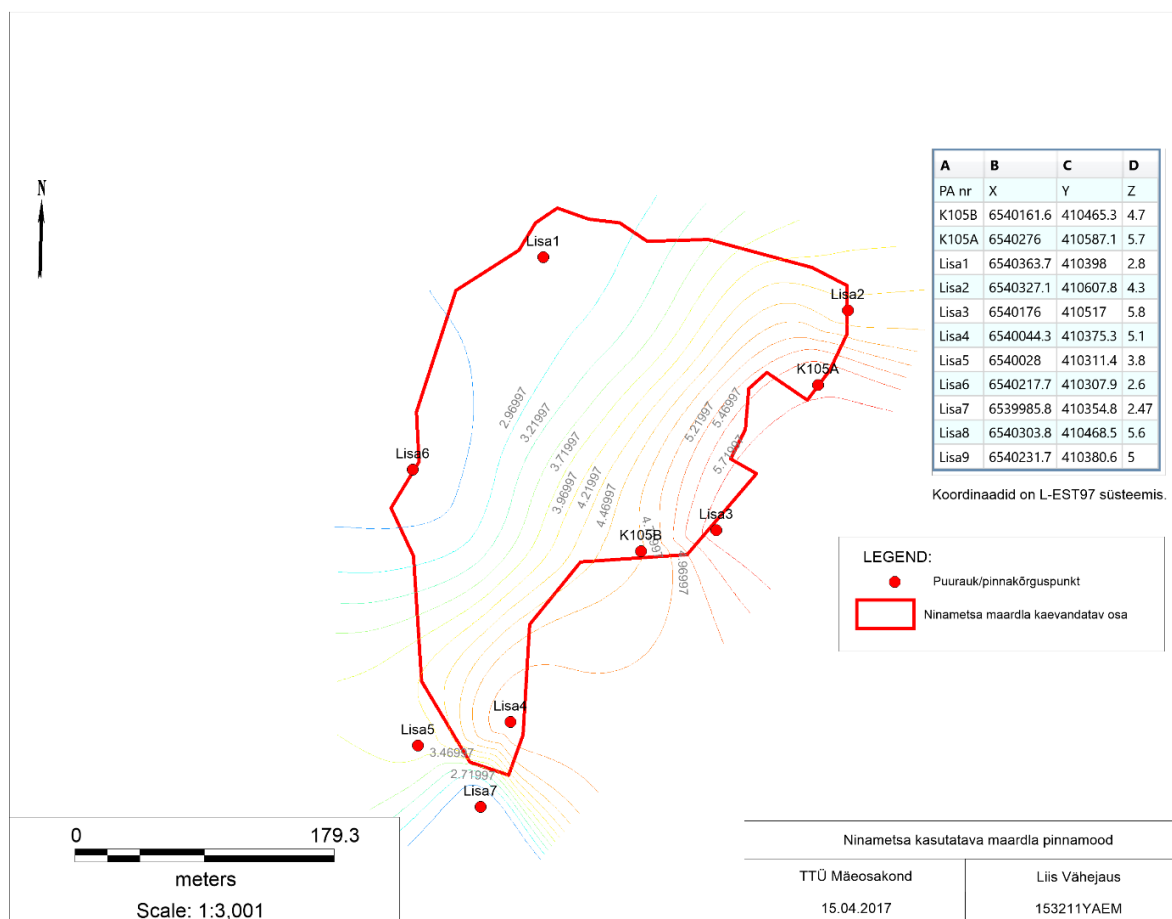 N
Lisa1
Lisa2
K105A
Lisa6
Lisa3
K105B
Lisa4
Lisa5
Lisa7
2.96997
3.21997
3.71997
3.96997
4.21997
4.46997
5.21997
5.46997
5.71997
4.96997
3.46997
2.71997
A B C D
PA nr X Y Z
K105B 6540161.6 410465.3 4.7
K105A 6540276 410587.1 5.7
Lisa1 6540363.7 410398 2.8
Lisa2 6540327.1 410607.8 4.3
Lisa3 6540176 410517 5.8
Lisa4 6540044.3 410375.3 5.1
Lisa5 6540028 410311.4 3.8
Lisa6 6540217.7 410307.9 2.6
Lisa7 6539985.8 410354.8 2.47
Lisa8 6540303.8 410468.5 5.6
Lisa9 6540231.7 410380.6 5
Koordinaadid on L-EST97 süsteemis.
LEGEND:
Puurauk/pinnakõrguspunkt
Ninametsa maardla kaevandatav osa
0 179.3
meters
Scale: 1:3,001
Ninametsa kasutatava maardla pinnamood
TTÜ Mäeosakond
Liis Vähejaus
15.04.2017
153211YAEM